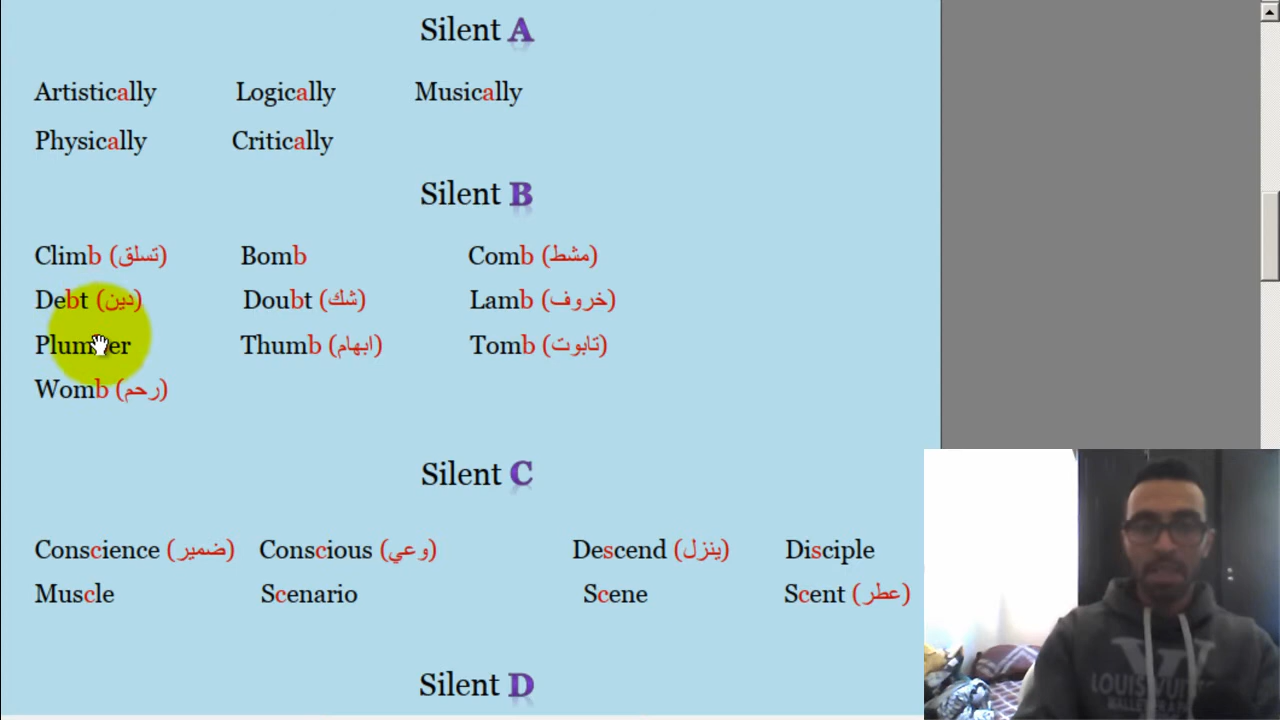 Silent A
Artistically Logically Musically
Physically Critically
Silent B
Climb (تسلق) Bomb Comb (مشط)
Debt (دين) Doubt (شك) Lamb (خروف)
Thumb (ابهام) Tomb (تابوت)
Womb (رحم)
Silent C
Conscience (ضمير) Conscious (وعي) Descend (ينزل) Disciple
Muscle Scenario Scene Scent (عطر)
Silent D